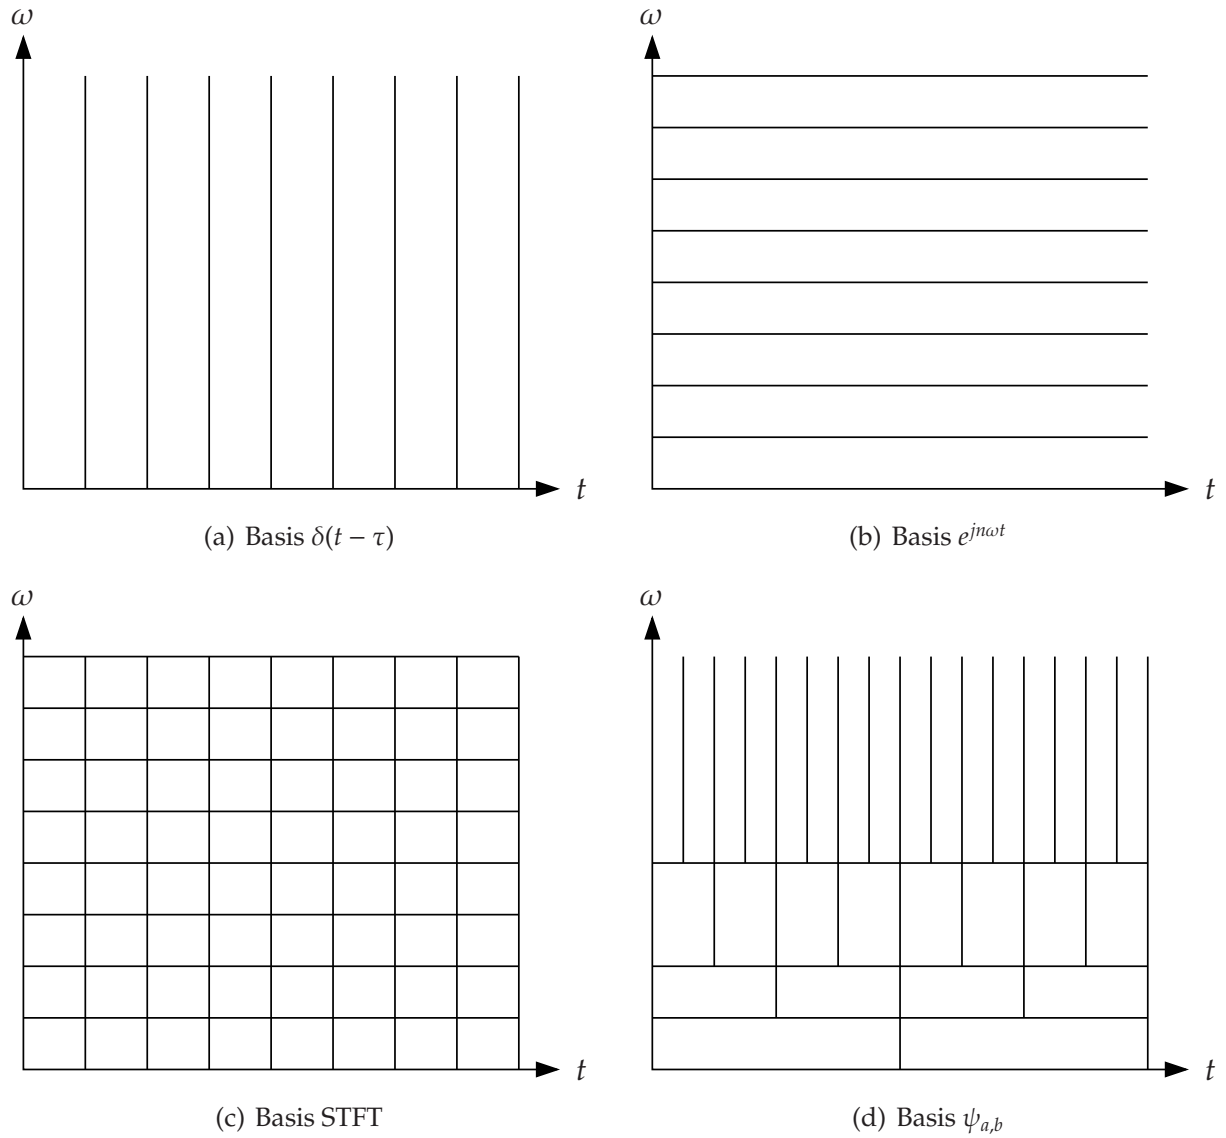 ω
ω
t
t
(a) Basis δ(t − τ)
(b) Basis e^{jnωt}
ω
ω
t
t
(c) Basis STFT
(d) Basis ψ_{a,b}